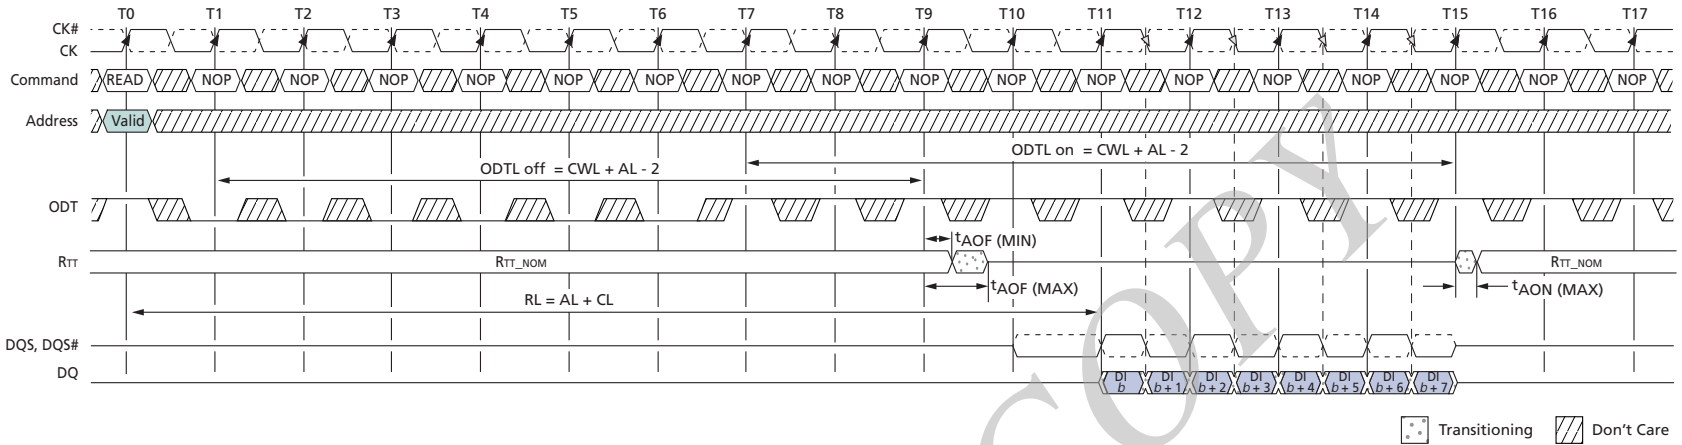 T0 T1 T2 T3 T4 T5 T6 T7 T8 T9 T10 T11 T12 T13 T14 T15 T16 T17
CK#
CK
Command READ NOP NOP NOP NOP NOP NOP NOP NOP NOP NOP NOP NOP NOP NOP NOP NOP NOP
Address Valid
ODTL on = CWL + AL - 2
ODTL off = CWL + AL - 2
ODT
tAOF (MIN)
RTT RTT_NOM RTT_NOM
tAOF (MAX) tAON (MAX)
RL = AL + CL
DQS, DQS#
DQ
DI b
DI b + 1
DI b + 2
DI b + 3
DI b + 4
DI b + 5
DI b + 6
DI b + 7
COPY
Transitioning Don't Care